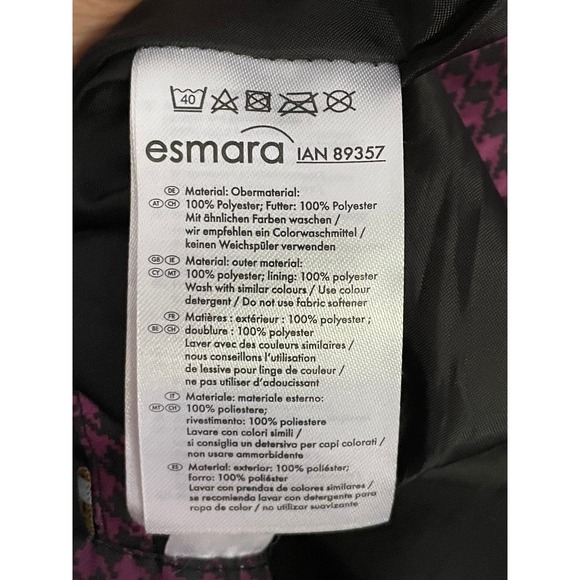 40
esmara IAN 89357
DE Material: Obermaterial:
AT CH 100% Polyester; Futter: 100% Polyester
Mit ähnlichen Farben waschen /
wir empfehlen ein Colorwaschmittel /
keinen Weichspüler verwenden
GB IE Material: outer material:
CY MT 100% polyester; lining: 100% polyester
Wash with similar colours / Use colour
detergent / Do not use fabric softener
FR Matières : extérieur : 100% polyester ;
BE CH doublure : 100% polyester
Laver avec des couleurs similaires /
nous conseillons l'utilisation
de lessive pour linge de couleur /
ne pas utiliser d'adoucissant
IT Materiale: materiale esterno:
MT CH 100% poliestere;
rivestimento: 100% poliestere
Lavare con colori simili /
si consiglia un detersivo per capi colorati /
non usare ammorbidente
ES Material: exterior: 100% poliéster;
forro: 100% poliéster
Lavar con prendas de colores similares /
se recomienda lavar con detergente para
ropa de color / no utilizar suavizante